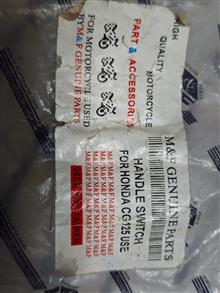 HIGH
QUALITY
MOTORCYCLE
PART & ACCESSORIES
FOR MOTORCYCLE USED
BY M&F GENUINE PARTS
M&F GENUINE PARTS
HANDLE SWITCH
FOR HONDA CG125 USE
M&F M&F M&F M&F M&F
M&F M&F M&F M&F M&F
M&F M&F M&F M&F M&F
M&F M&F M&F M&F M&F